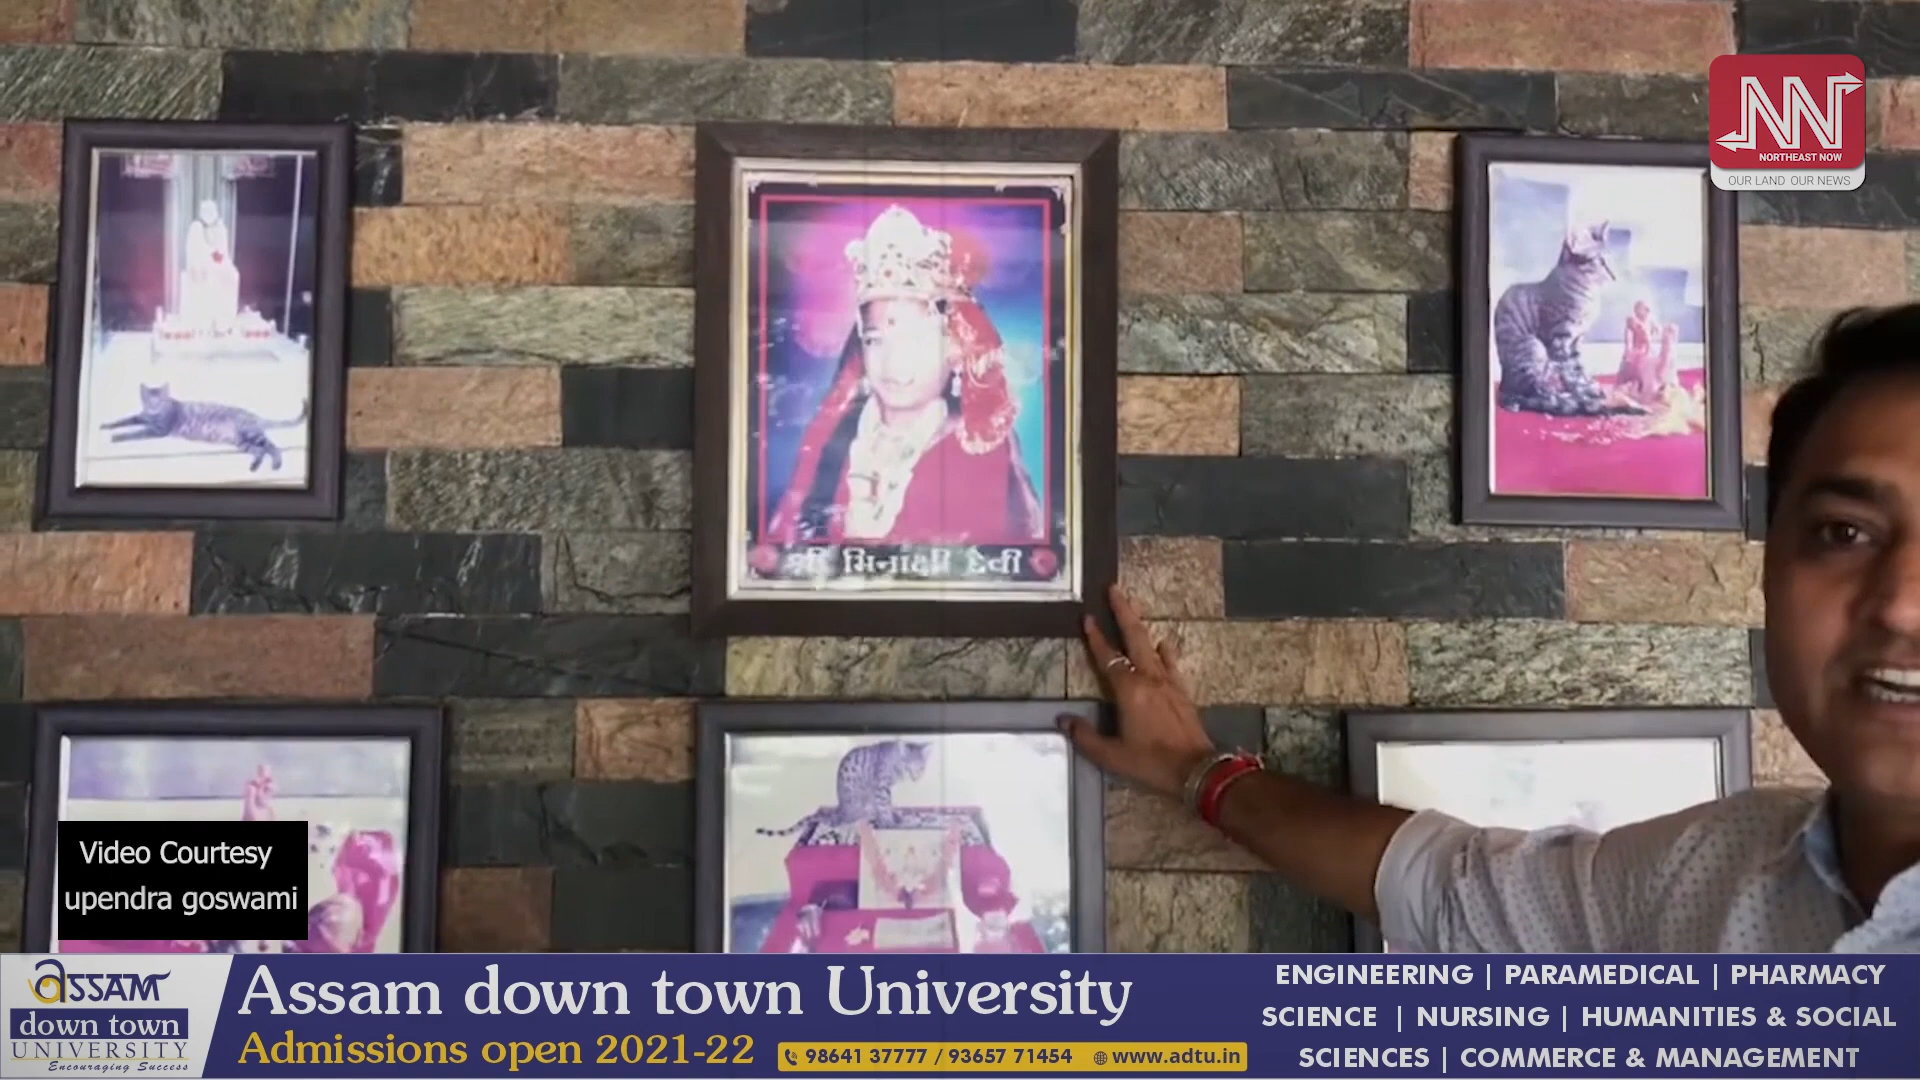 NORTHEAST NOW
OUR LAND OUR NEWS
શ્રી મિનાક્ષી દેવી
Video Courtesy
upendra goswami
ASSAM
down town
UNIVERSITY
Encouraging Success
Assam down town University
Admissions open 2021-22
98641 37777 / 93657 71454
www.adtu.in
ENGINEERING | PARAMEDICAL | PHARMACY
SCIENCE | NURSING | HUMANITIES & SOCIAL
SCIENCES | COMMERCE & MANAGEMENT